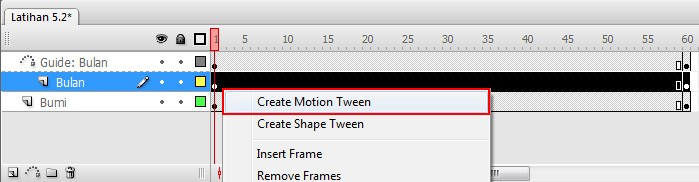 Latihan 5.2*
1 5 10 15 20 25 30 35 40 45 50 55 60
Guide: Bulan
Bulan
Bumi
Create Motion Tween
Create Shape Tween
Insert Frame
Remove Frames